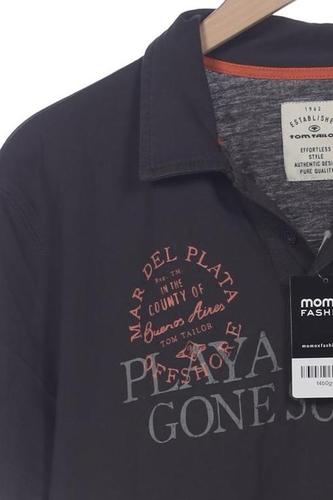 1962
ESTABLISHED
TOM TAILOR
EFFORTLESS
STYLE
AUTHENTIC DESIGN
PURE QUALITY
MAR DEL PLATA
IN THE
COUNTY OF
Buenos Aires
TOM TAILOR
OFFSHORE
PLAYA
GONE
momox
FASHION